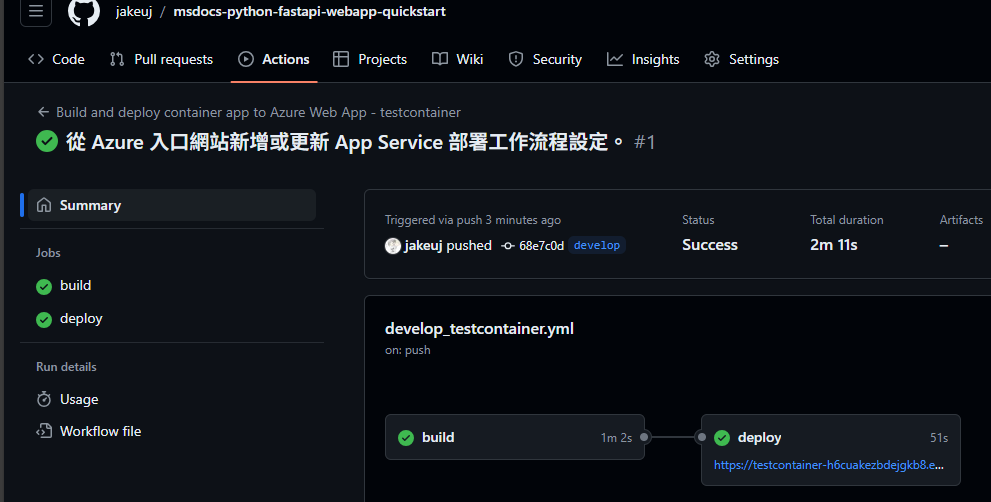 jakeuj / msdocs-python-fastapi-webapp-quickstart
Code Pull requests Actions Projects Wiki Security Insights Settings
← Build and deploy container app to Azure Web App - testcontainer
從 Azure 入口網站新增或更新 App Service 部署工作流程設定。 #1
Summary
Jobs
build
deploy
Run details
Usage
Workflow file
Triggered via push 3 minutes ago
jakeuj pushed 68e7c0d develop
Status
Success
Total duration
2m 11s
Artifacts
–
develop_testcontainer.yml
on: push
build 1m 2s
deploy 51s
https://testcontainer-h6cuakezbdejgkb8.e...